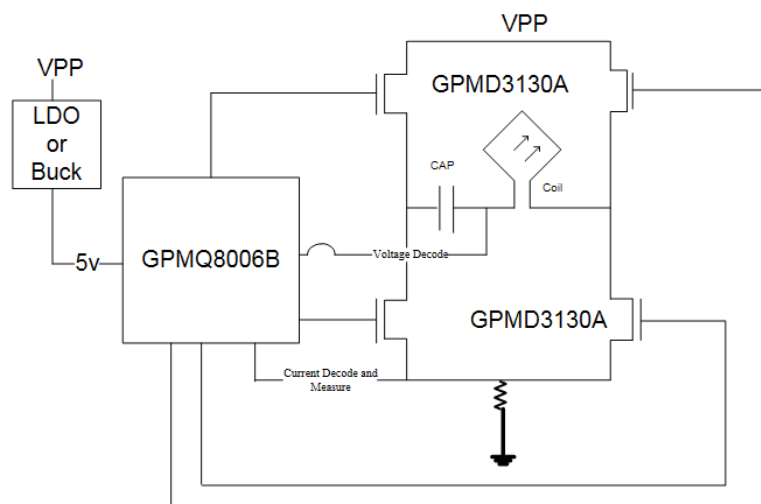 VPP
VPP
GPMD3130A
LDO
or
Buck
CAP
Coil
GPMQ8006B
Voltage Decode
5v
GPMD3130A
Current Decode and
Measure